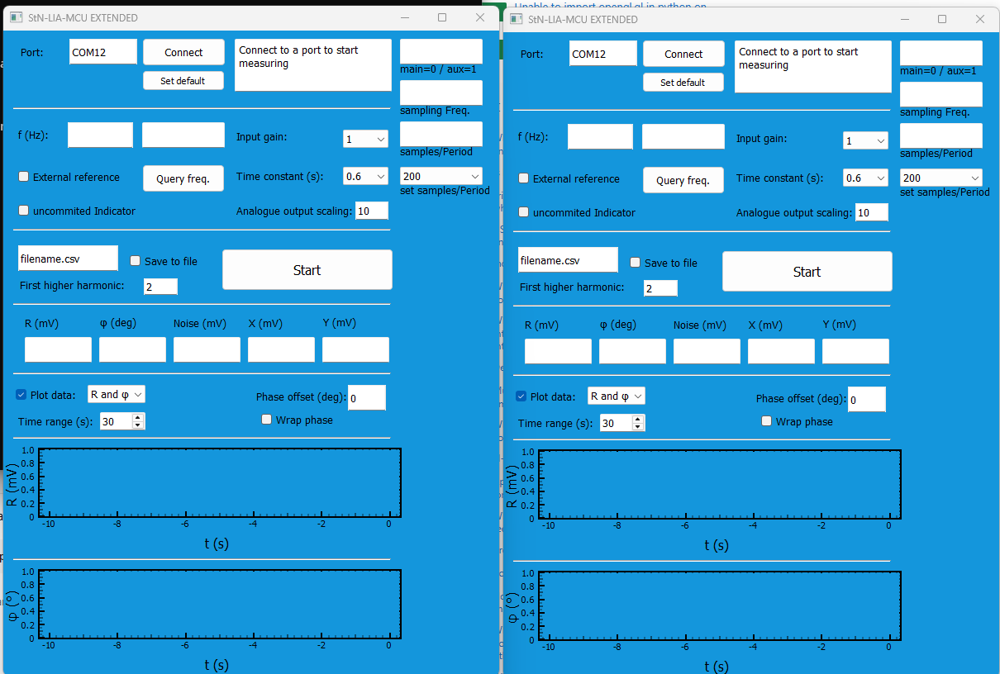 Unable to import opengl.gl in python on
StN-LIA-MCU EXTENDED
Port:
COM12
Connect
Set default
Connect to a port to start
measuring
main=0 / aux=1
sampling Freq.
samples/Period
f (Hz):
Input gain:
1
External reference
Query freq.
Time constant (s):
0.6
200
set samples/Period
uncommited Indicator
Analogue output scaling:
10
filename.csv
Save to file
Start
First higher harmonic:
2
R (mV)
φ (deg)
Noise (mV)
X (mV)
Y (mV)
Plot data:
R and φ
Phase offset (deg):
0
Time range (s):
30
Wrap phase
R (mV)
1.0
0.8
0.6
0.4
0.2
0
-10
-8
-6
-4
-2
0
t (s)
φ (°)
1.0
0.8
0.6
0.4
0.2
0
-10
-8
-6
-4
-2
0
t (s)
StN-LIA-MCU EXTENDED
Port:
COM12
Connect
Set default
Connect to a port to start
measuring
main=0 / aux=1
sampling Freq.
samples/Period
f (Hz):
Input gain:
1
External reference
Query freq.
Time constant (s):
0.6
200
set samples/Period
uncommited Indicator
Analogue output scaling:
10
filename.csv
Save to file
Start
First higher harmonic:
2
R (mV)
φ (deg)
Noise (mV)
X (mV)
Y (mV)
Plot data:
R and φ
Phase offset (deg):
0
Time range (s):
30
Wrap phase
R (mV)
1.0
0.8
0.6
0.4
0.2
0
-10
-8
-6
-4
-2
0
t (s)
φ (°)
1.0
0.8
0.6
0.4
0.2
0
-10
-8
-6
-4
-2
0
t (s)